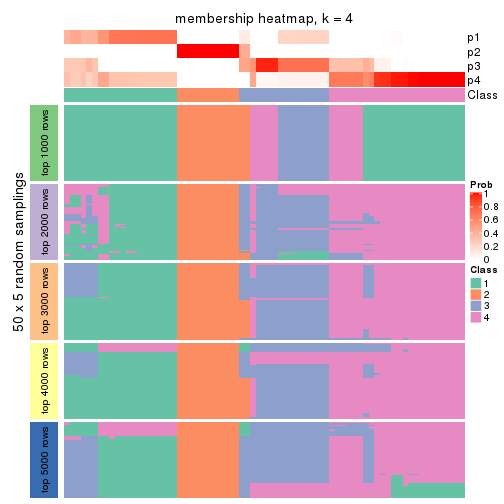 membership heatmap, k = 4
p1
p2
p3
p4
Class
50 x 5 random samplings
top 1000 rows
top 2000 rows
top 3000 rows
top 4000 rows
top 5000 rows
Prob
1
0.8
0.6
0.4
0.2
0
Class
1
2
3
4